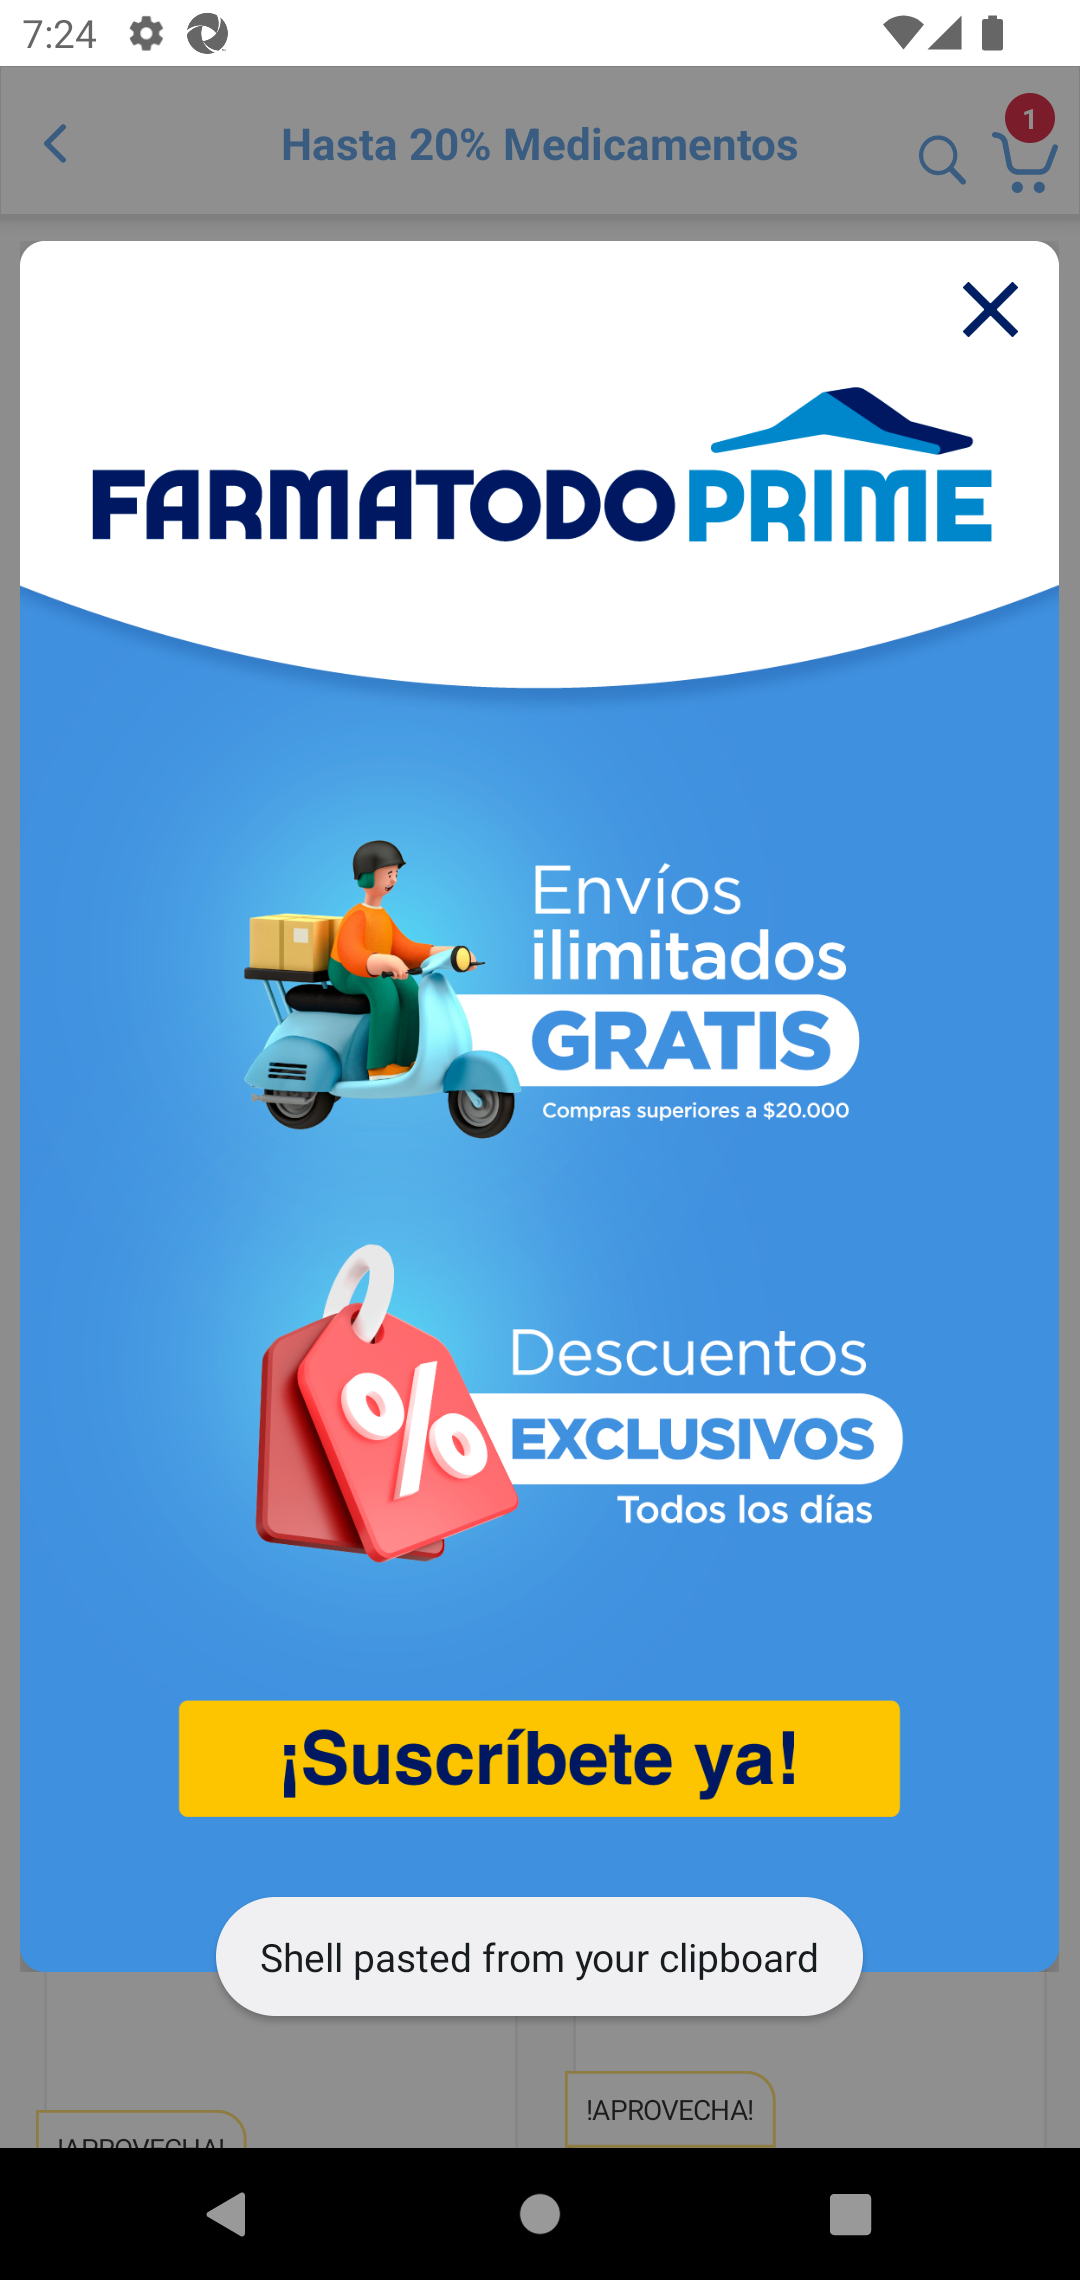 7:24
Hasta 20% Medicamentos
1
FARMATODO PRIME
Envíos
ilimitados
GRATIS
Compras superiores a $20.000
%
Descuentos
EXCLUSIVOS
Todos los días
¡Suscríbete ya!
Shell pasted from your clipboard
!APROVECHA!
!APROVECHA!